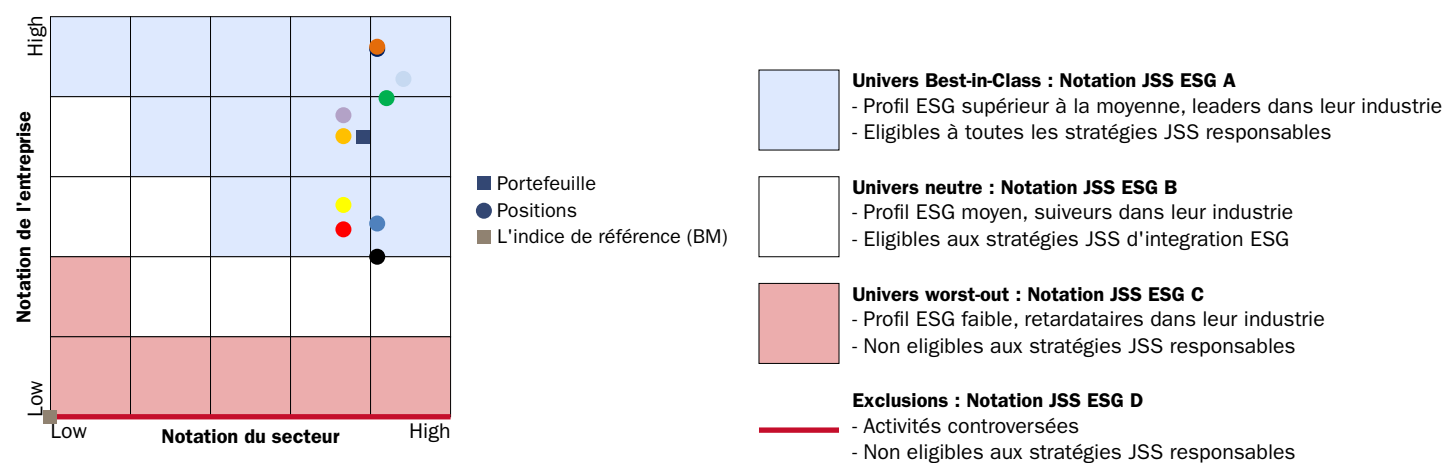 High
Notation de l'entreprise
Low
Low
Notation du secteur
High
Portefeuille
Positions
L'indice de référence (BM)
Univers Best-in-Class : Notation JSS ESG A
- Profil ESG supérieur à la moyenne, leaders dans leur industrie
- Eligibles à toutes les stratégies JSS responsables
Univers neutre : Notation JSS ESG B
- Profil ESG moyen, suiveurs dans leur industrie
- Eligibles aux stratégies JSS d'integration ESG
Univers worst-out : Notation JSS ESG C
- Profil ESG faible, retardataires dans leur industrie
- Non eligibles aux stratégies JSS responsables
Exclusions : Notation JSS ESG D
- Activités controversées
- Non eligibles aux stratégies JSS responsables